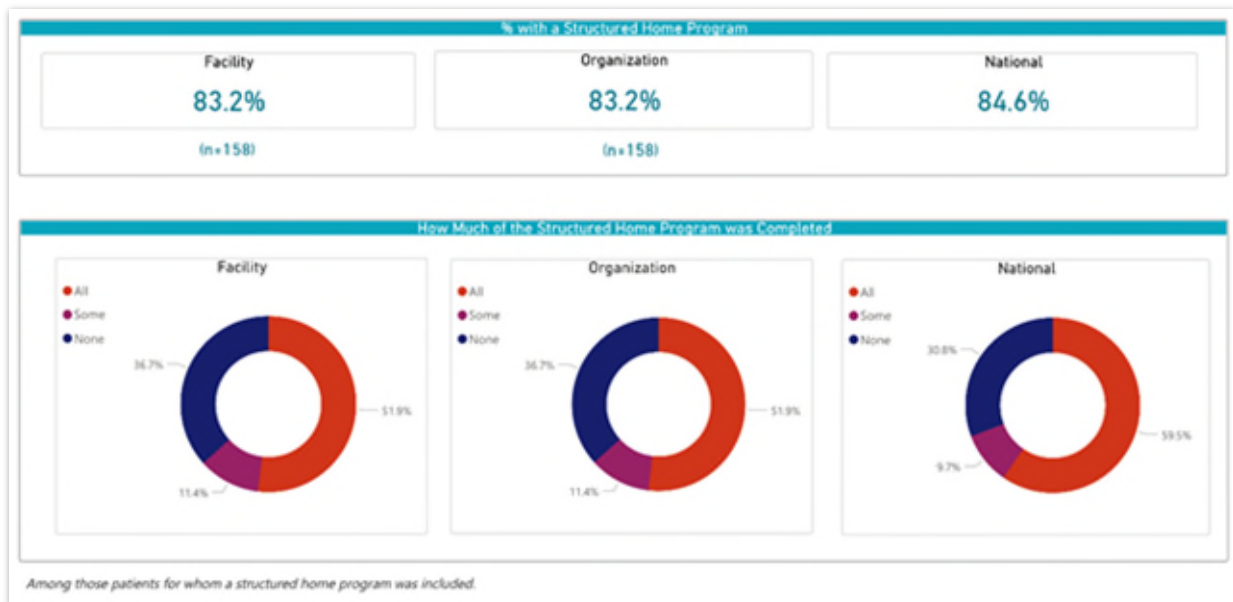 % with a Structured Home Program
Facility
83.2%
(n=158)
Organization
83.2%
(n=158)
National
84.6%
How Much of the Structured Home Program was Completed
Facility
All
Some
None
36.7%
51.9%
11.4%
Organization
All
Some
None
36.7%
51.9%
11.4%
National
All
Some
None
30.8%
59.5%
9.7%
Among those patients for whom a structured home program was included.